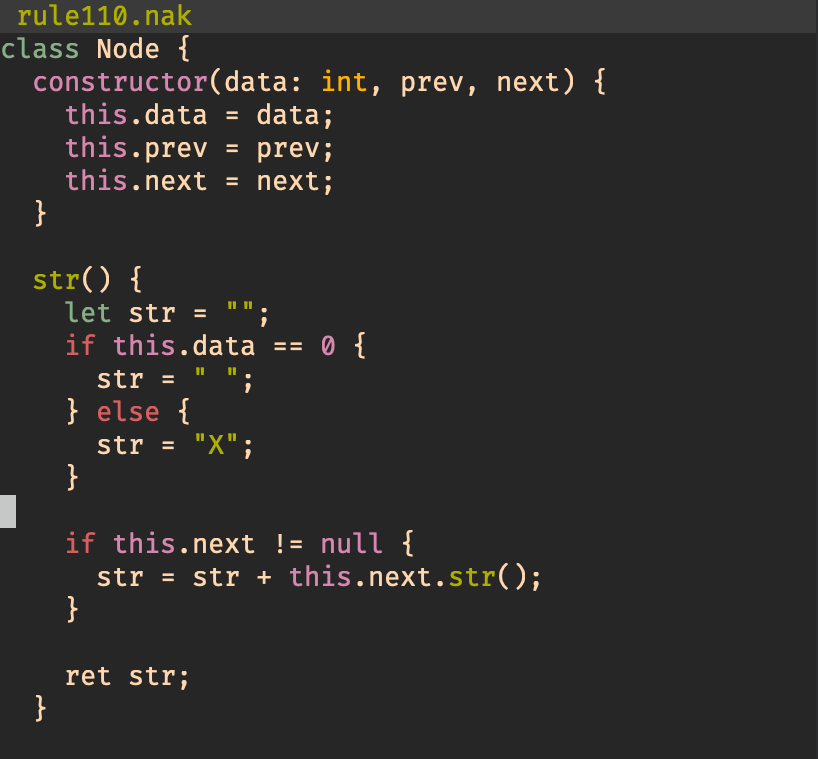 rule110.nak
class Node {
  constructor(data: int, prev, next) {
    this.data = data;
    this.prev = prev;
    this.next = next;
  }

  str() {
    let str = "";
    if this.data == 0 {
      str = " ";
    } else {
      str = "X";
    }

    if this.next != null {
      str = str + this.next.str();
    }

    ret str;
  }